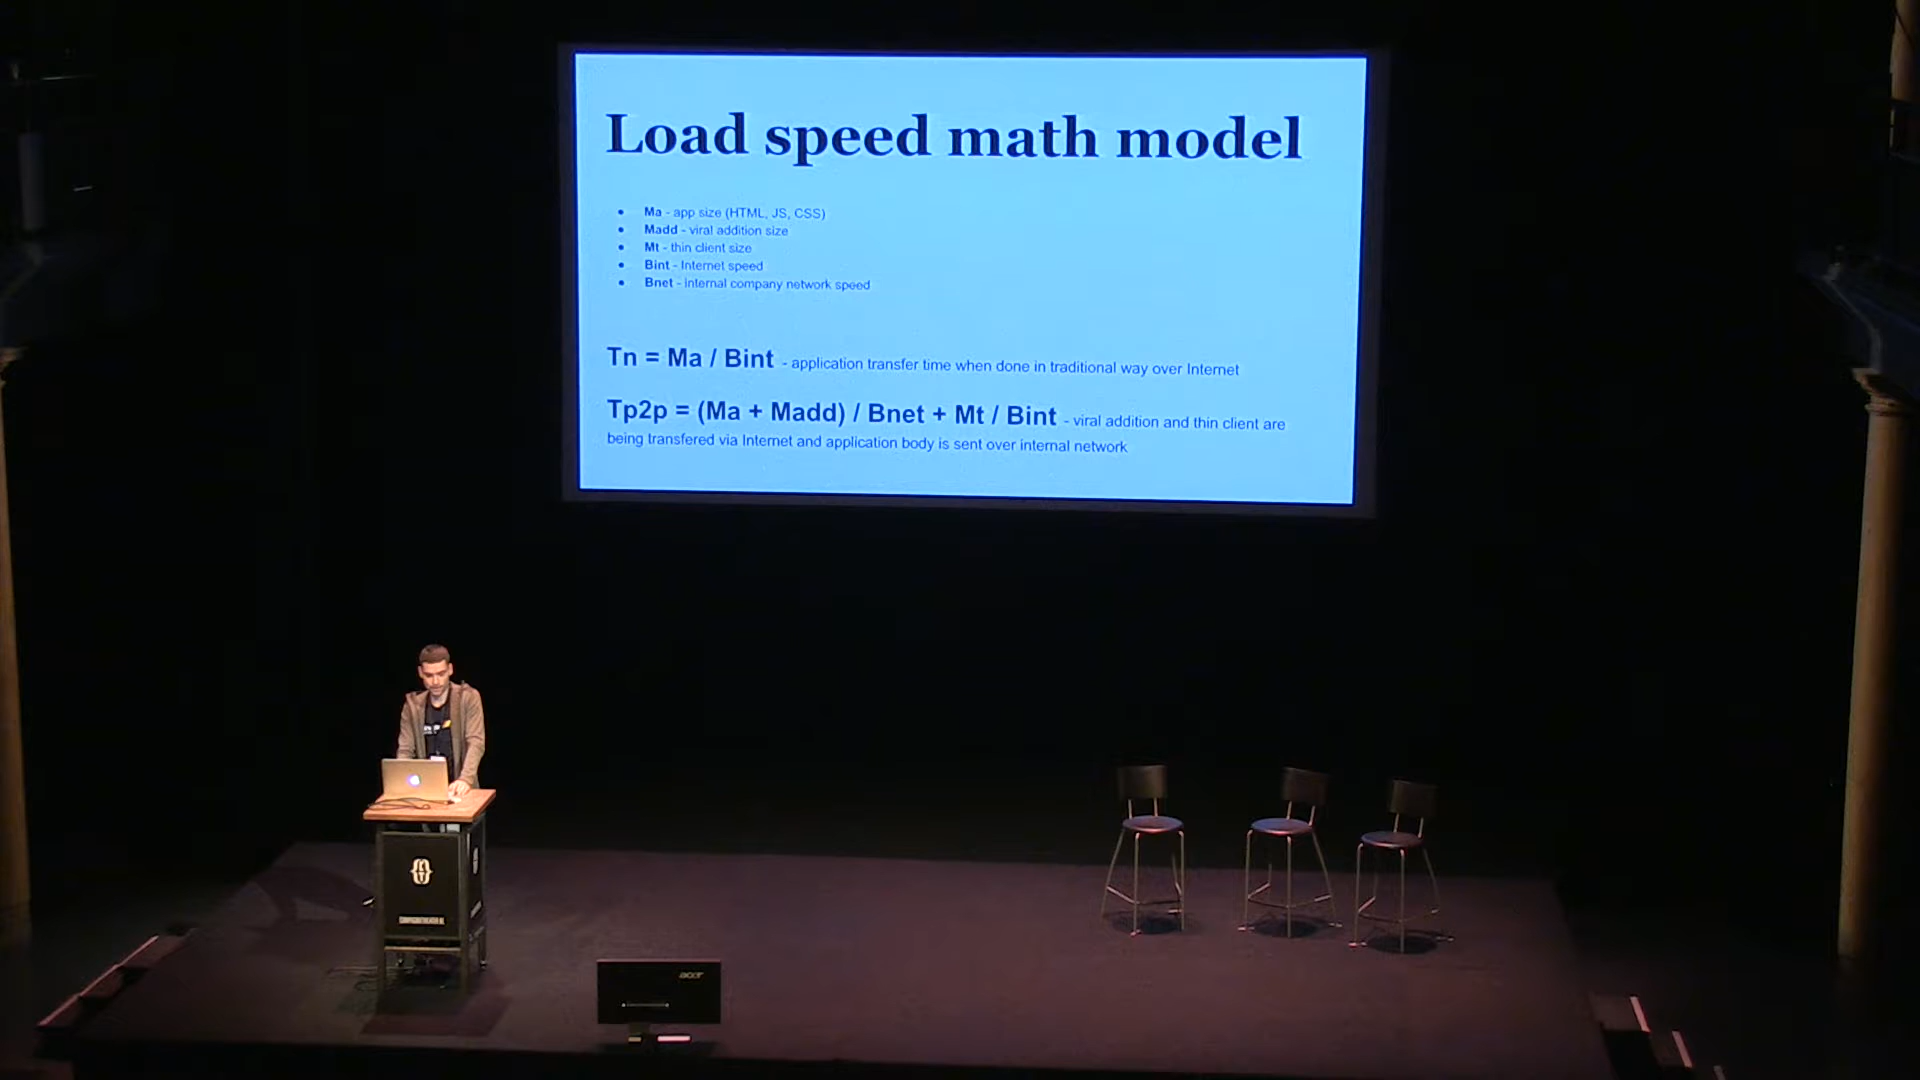 Load speed math model
Ma - app size (HTML, JS, CSS)
Madd - viral addition size
Mt - thin client size
Bint - Internet speed
Bnet - internal company network speed
Tn = Ma / Bint - application transfer time when done in traditional way over Internet
Tp2p = (Ma + Madd) / Bnet + Mt / Bint - viral addition and thin client are
being transfered via Internet and application body is sent over internal network
acer